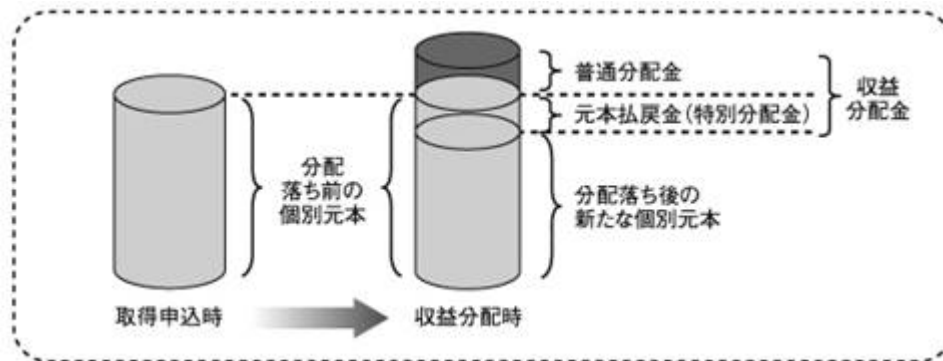 普通分配金
元本払戻金(特別分配金)
収益
分配金
分配
落ち前の
個別元本
分配落ち後の
新たな個別元本
取得申込時
収益分配時